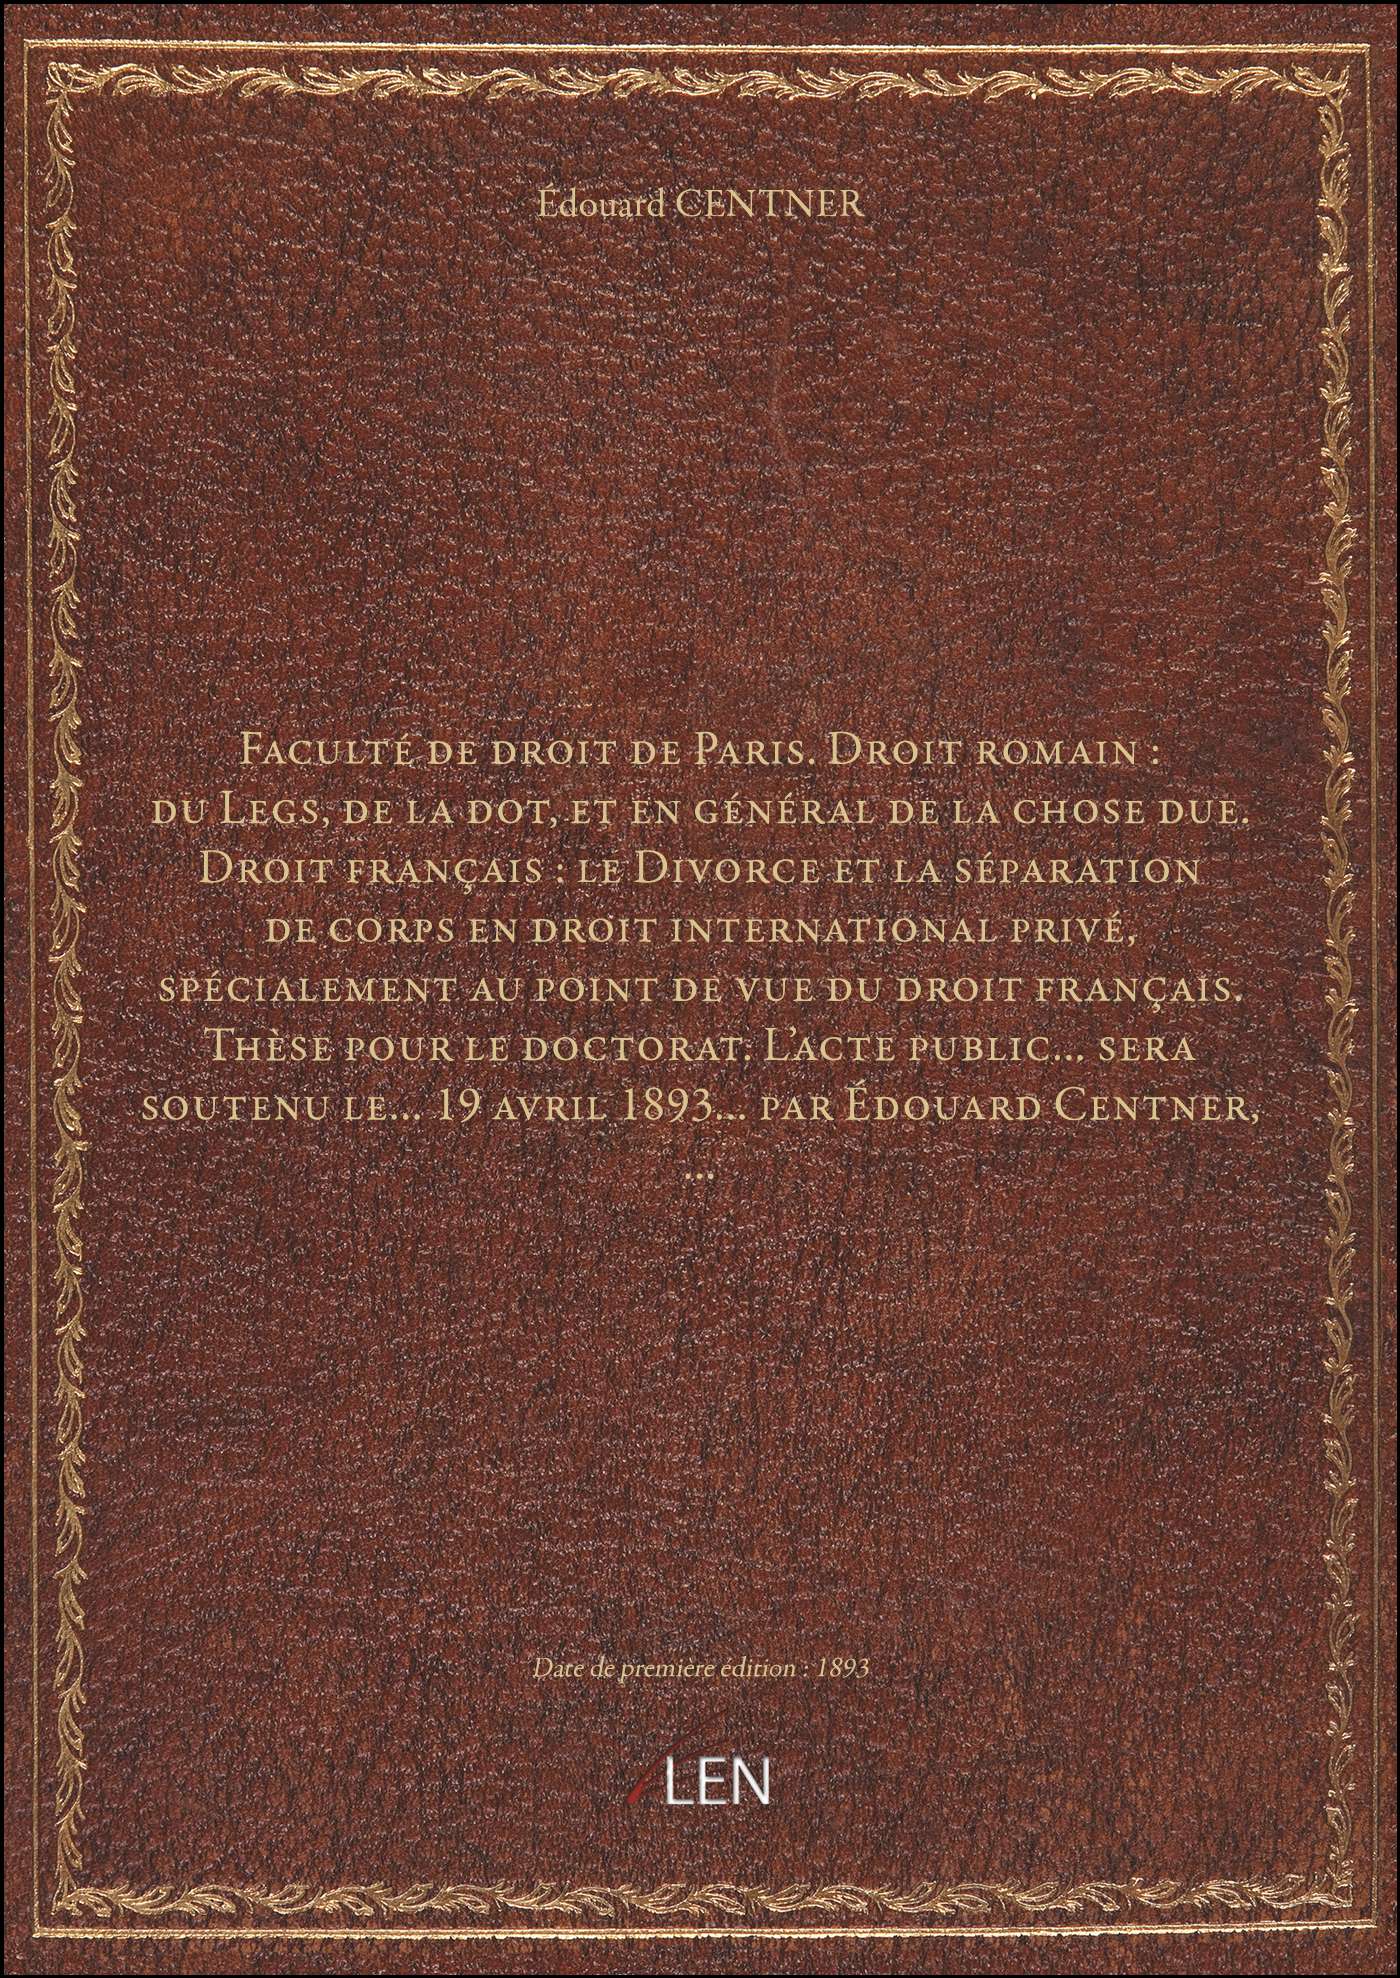 Édouard CENTNER
Faculté de droit de Paris. Droit romain :
du Legs, de la dot, et en général de la chose due.
Droit français : le Divorce et la séparation
de corps en droit international privé,
spécialement au point de vue du droit français.
Thèse pour le doctorat. L'acte public... sera
soutenu le... 19 avril 1893... par Édouard Centner,
...
Date de première édition : 1893
LEN